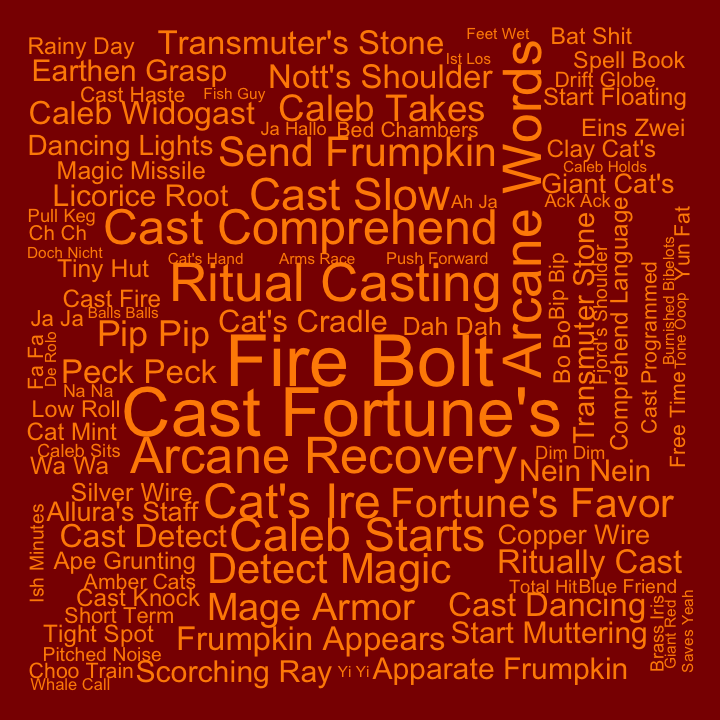 Feet Wet
Bat Shit
Rainy Day
Transmuter's Stone
Ist Los
Spell Book
Earthen Grasp
Nott's Shoulder
Drift Globe
Cast Haste
Fish Guy
Start Floating
Caleb Widogast
Caleb Takes
Arcane Words
Ja Hallo
Bed Chambers
Eins Zwei
Dancing Lights
Send Frumpkin
Clay Cat's
Magic Missile
Caleb Holds
Licorice Root
Cast Slow
Giant Cat's
Ah Ja
Ack Ack
Pull Keg
Cast Comprehend
Ch Ch
Doch Nicht
Cat's Hand
Arms Race
Push Forward
Tiny Hut
Ritual Casting
Bip Bip
Transmuter Stone
Fjord's Shoulder
Comprehend Language
Cast Programmed
Burnished Bibelots
Yun Fat
Cast Fire
Balls Balls
Ja Ja
Pip Pip
Cat's Cradle
Dah Dah
Bo Bo
Tone Ooop
Free Time
Fa Fa
De Rolo
Peck Peck
Fire Bolt
Na Na
Low Roll
Cast Fortune's
Cat Mint
Caleb Sits
Arcane Recovery
Dim Dim
Wa Wa
Nein Nein
Silver Wire
Cat's Ire
Fortune's Favor
Allura's Staff
Cast Detect
Caleb Starts
Copper Wire
Ish Minutes
Ape Grunting
Detect Magic
Ritually Cast
Amber Cats
Total Hit
Blue Friend
Cast Knock
Mage Armor
Cast Dancing
Brass Iris
Giant Red
Saves Yeah
Short Term
Tight Spot
Frumpkin Appears
Start Muttering
Pitched Noise
Choo Train
Scorching Ray
Yi Yi
Apparate Frumpkin
Whale Call